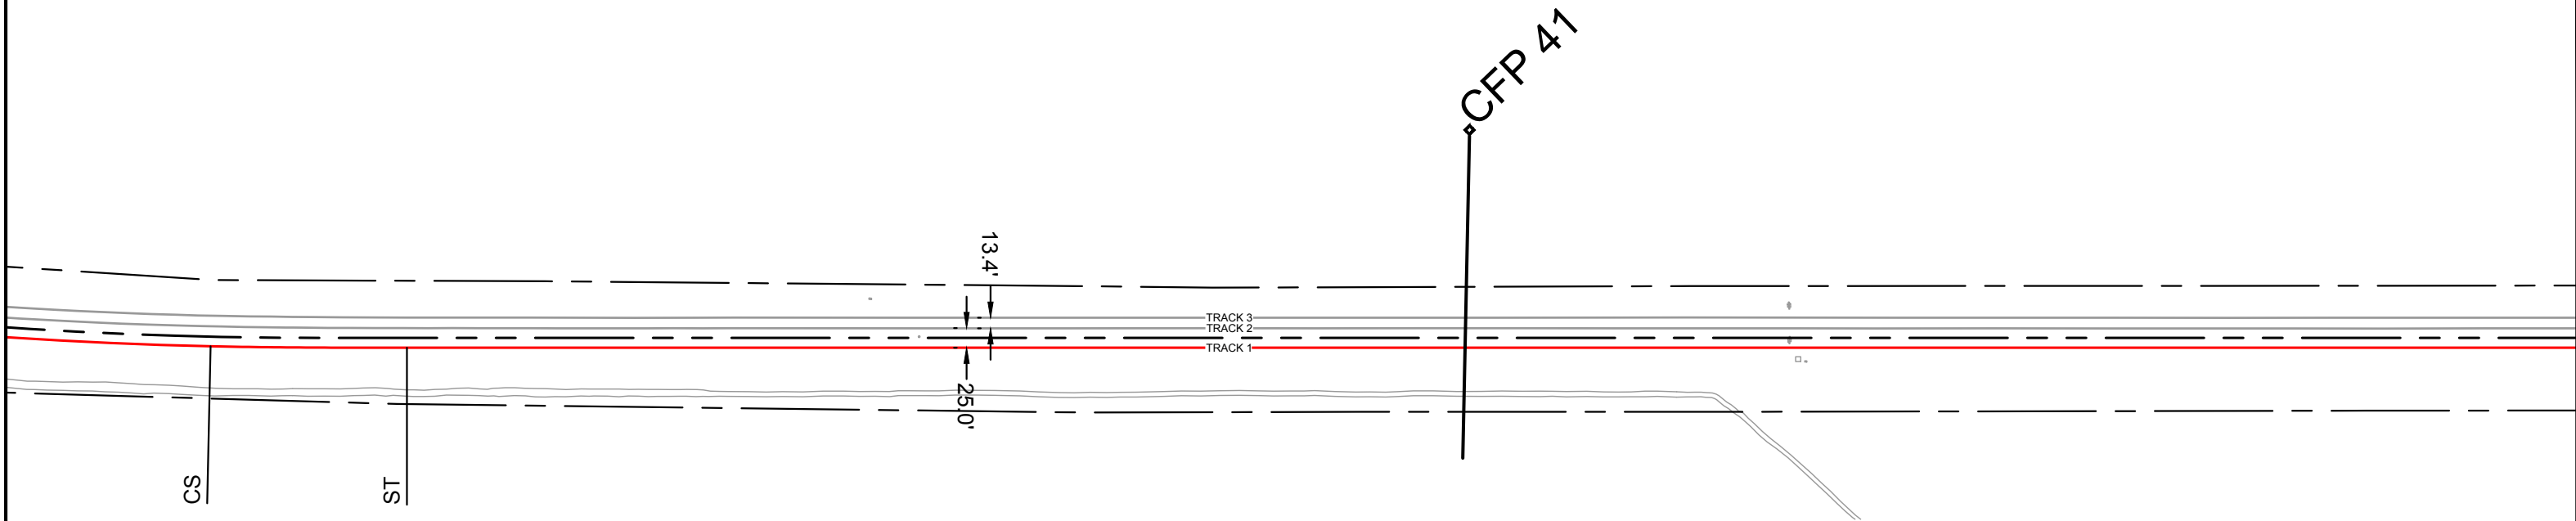 CFP 41
13.4'
TRACK 3
TRACK 2
TRACK 1
25.0'
CS
ST